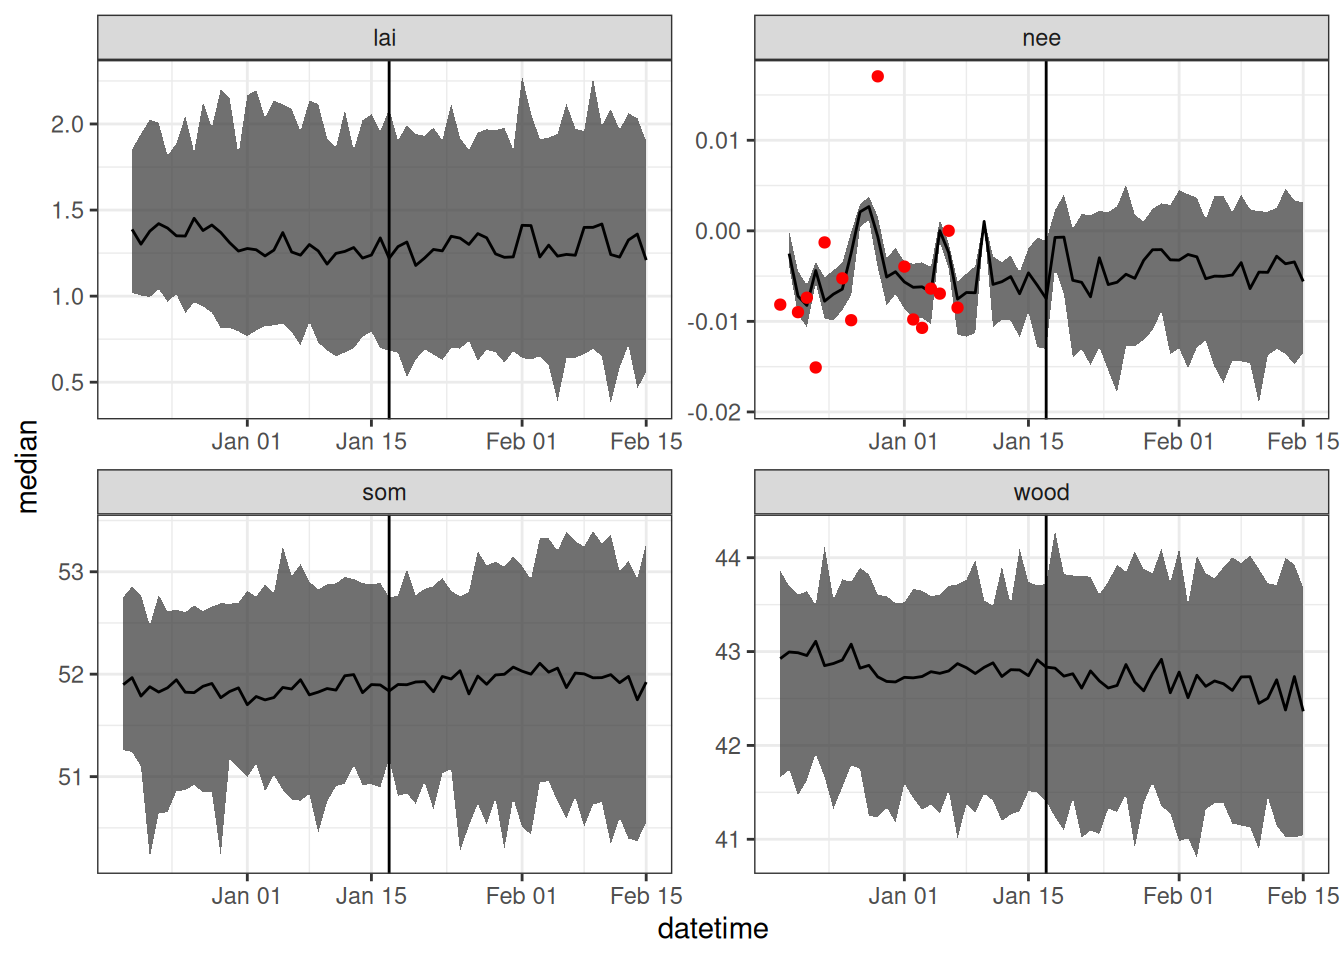 lai
nee
2.0
1.5
1.0
0.5
0.01
0.00
-0.01
-0.02
Jan 01 Jan 15 Feb 01 Feb 15
Jan 01 Jan 15 Feb 01 Feb 15
median
som
wood
53
52
51
44
43
42
41
Jan 01 Jan 15 Feb 01 Feb 15
Jan 01 Jan 15 Feb 01 Feb 15
datetime